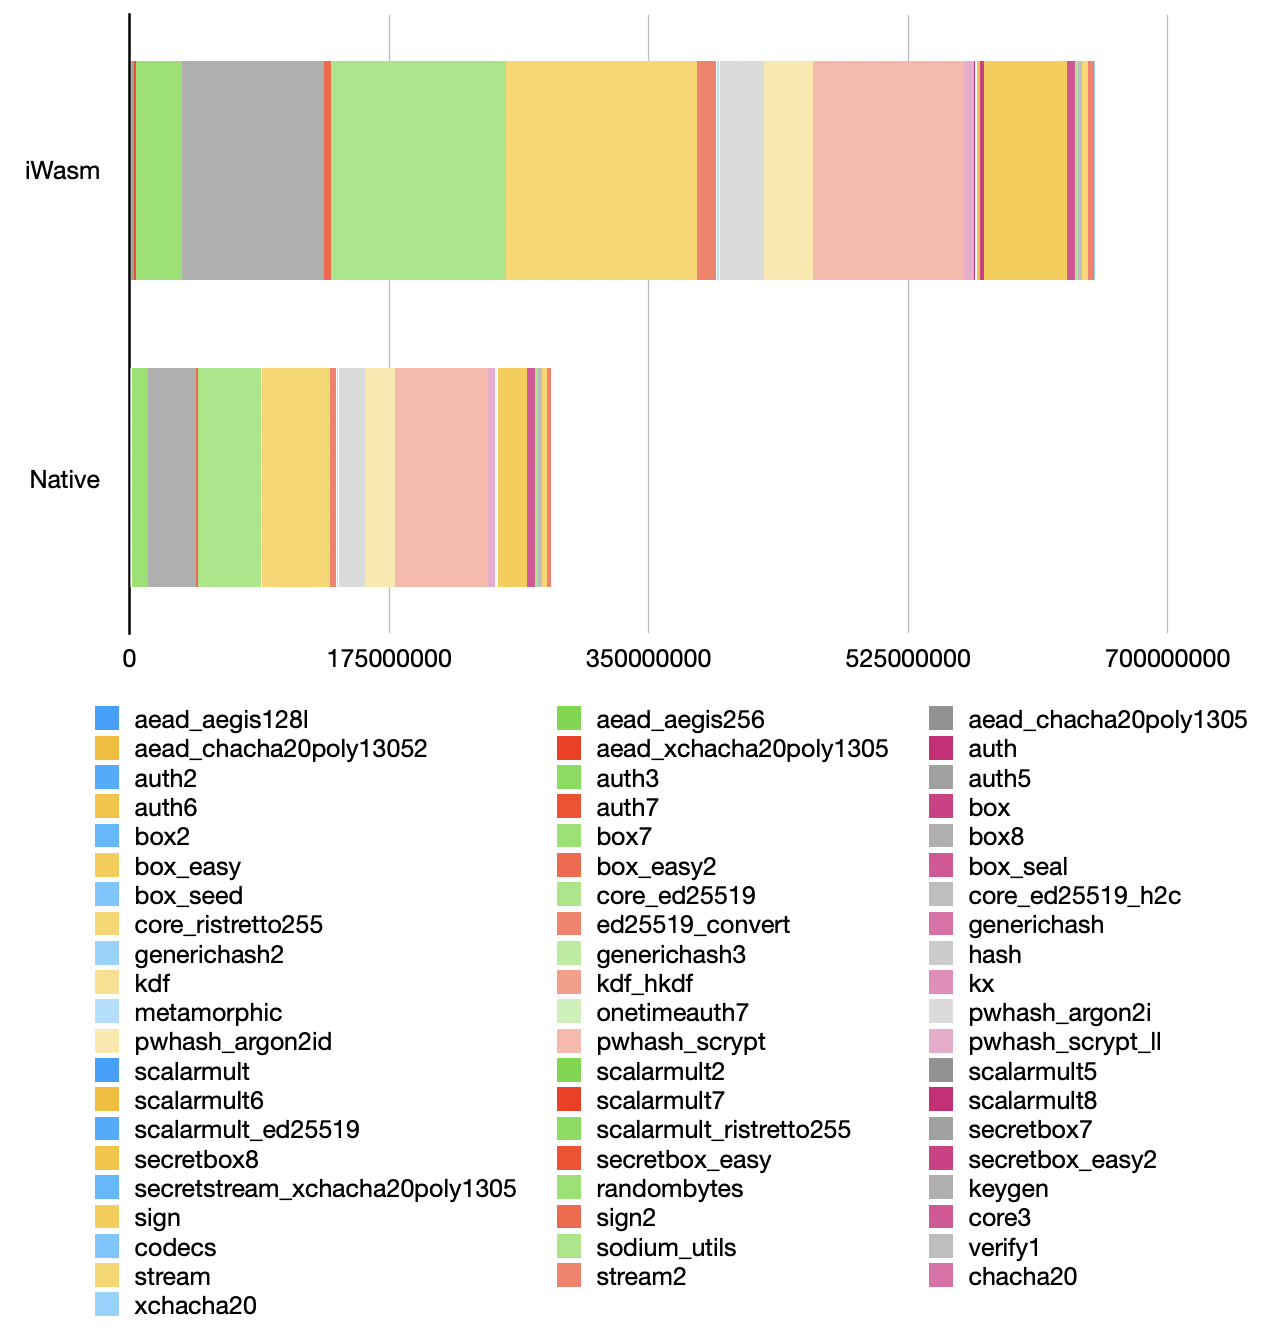 iWasm
Native
0 175000000 350000000 525000000 700000000
aead_aegis128l aead_aegis256 aead_chacha20poly1305
aead_chacha20poly13052 aead_xchacha20poly1305 auth
auth2 auth3 auth5
auth6 auth7 box
box2 box7 box8
box_easy box_easy2 box_seal
box_seed core_ed25519 core_ed25519_h2c
core_ristretto255 ed25519_convert generichash
generichash2 generichash3 hash
kdf kdf_hkdf kx
metamorphic onetimeauth7 pwhash_argon2i
pwhash_argon2id pwhash_scrypt pwhash_scrypt_ll
scalarmult scalarmult2 scalarmult5
scalarmult6 scalarmult7 scalarmult8
scalarmult_ed25519 scalarmult_ristretto255 secretbox7
secretbox8 secretbox_easy secretbox_easy2
secretstream_xchacha20poly1305 randombytes keygen
sign sign2 core3
codecs sodium_utils verify1
stream stream2 chacha20
xchacha20